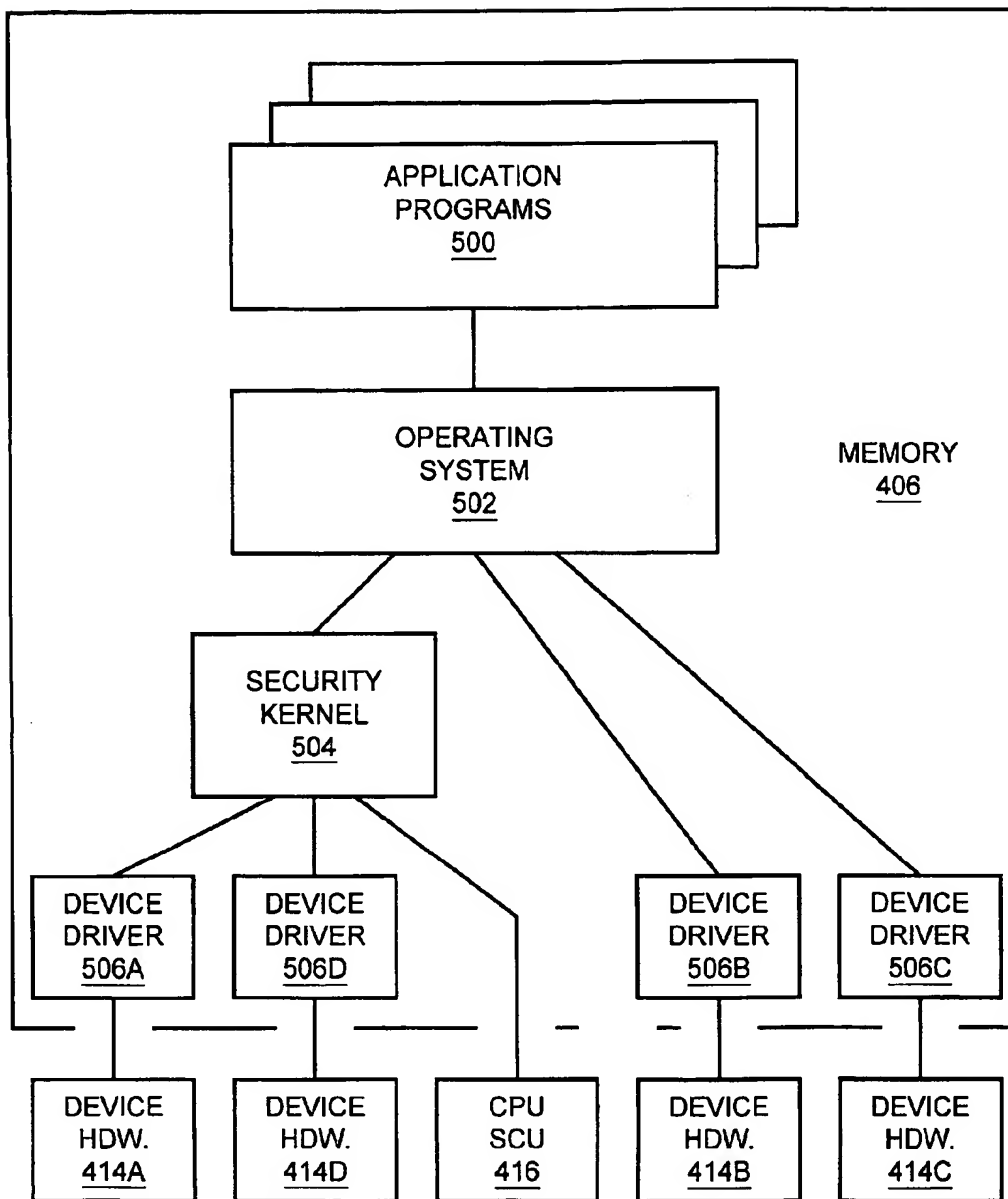 APPLICATION
PROGRAMS
500
OPERATING
SYSTEM
502
MEMORY
406
SECURITY
KERNEL
504
DEVICE
DRIVER
506A
DEVICE
DRIVER
506D
DEVICE
DRIVER
506B
DEVICE
DRIVER
506C
DEVICE
HDW.
414A
DEVICE
HDW.
414D
CPU
SCU
416
DEVICE
HDW.
414B
DEVICE
HDW.
414C